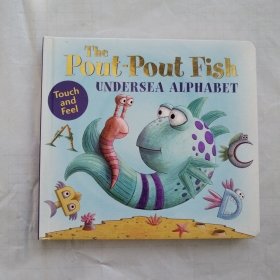 The
Pout-Pout Fish
UNDERSEA ALPHABET
Touch
and
Feel
A
B
C
D